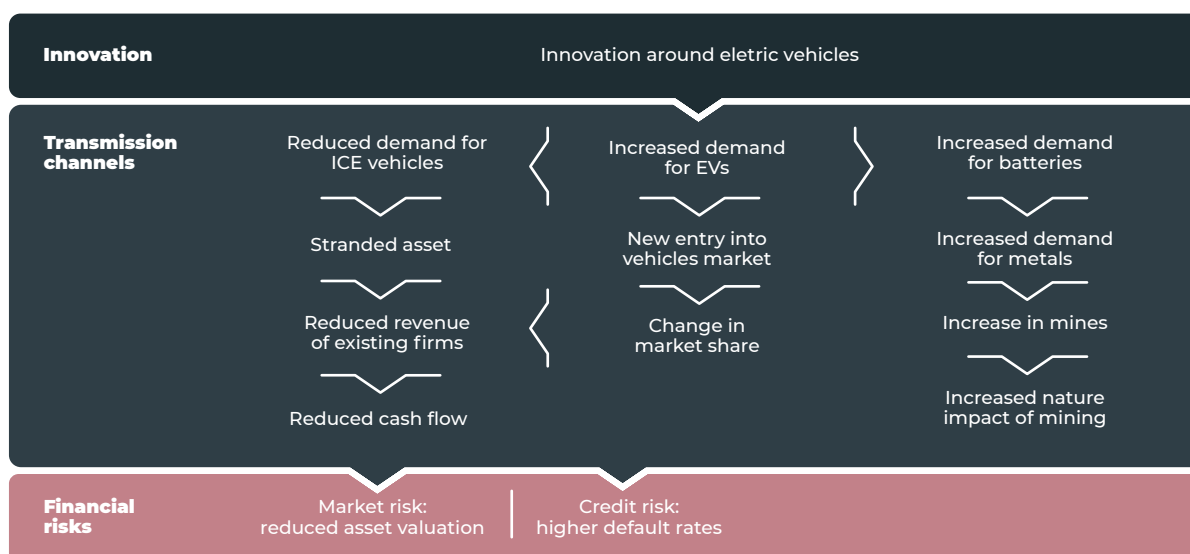 Innovation
Innovation around eletric vehicles
Transmission
channels
Reduced demand for
ICE vehicles
Stranded asset
Reduced revenue
of existing firms
Reduced cash flow
Increased demand
for EVs
New entry into
vehicles market
Change in
market share
Increased demand
for batteries
Increased demand
for metals
Increase in mines
Increased nature
impact of mining
Financial
risks
Market risk:
reduced asset valuation
Credit risk:
higher default rates